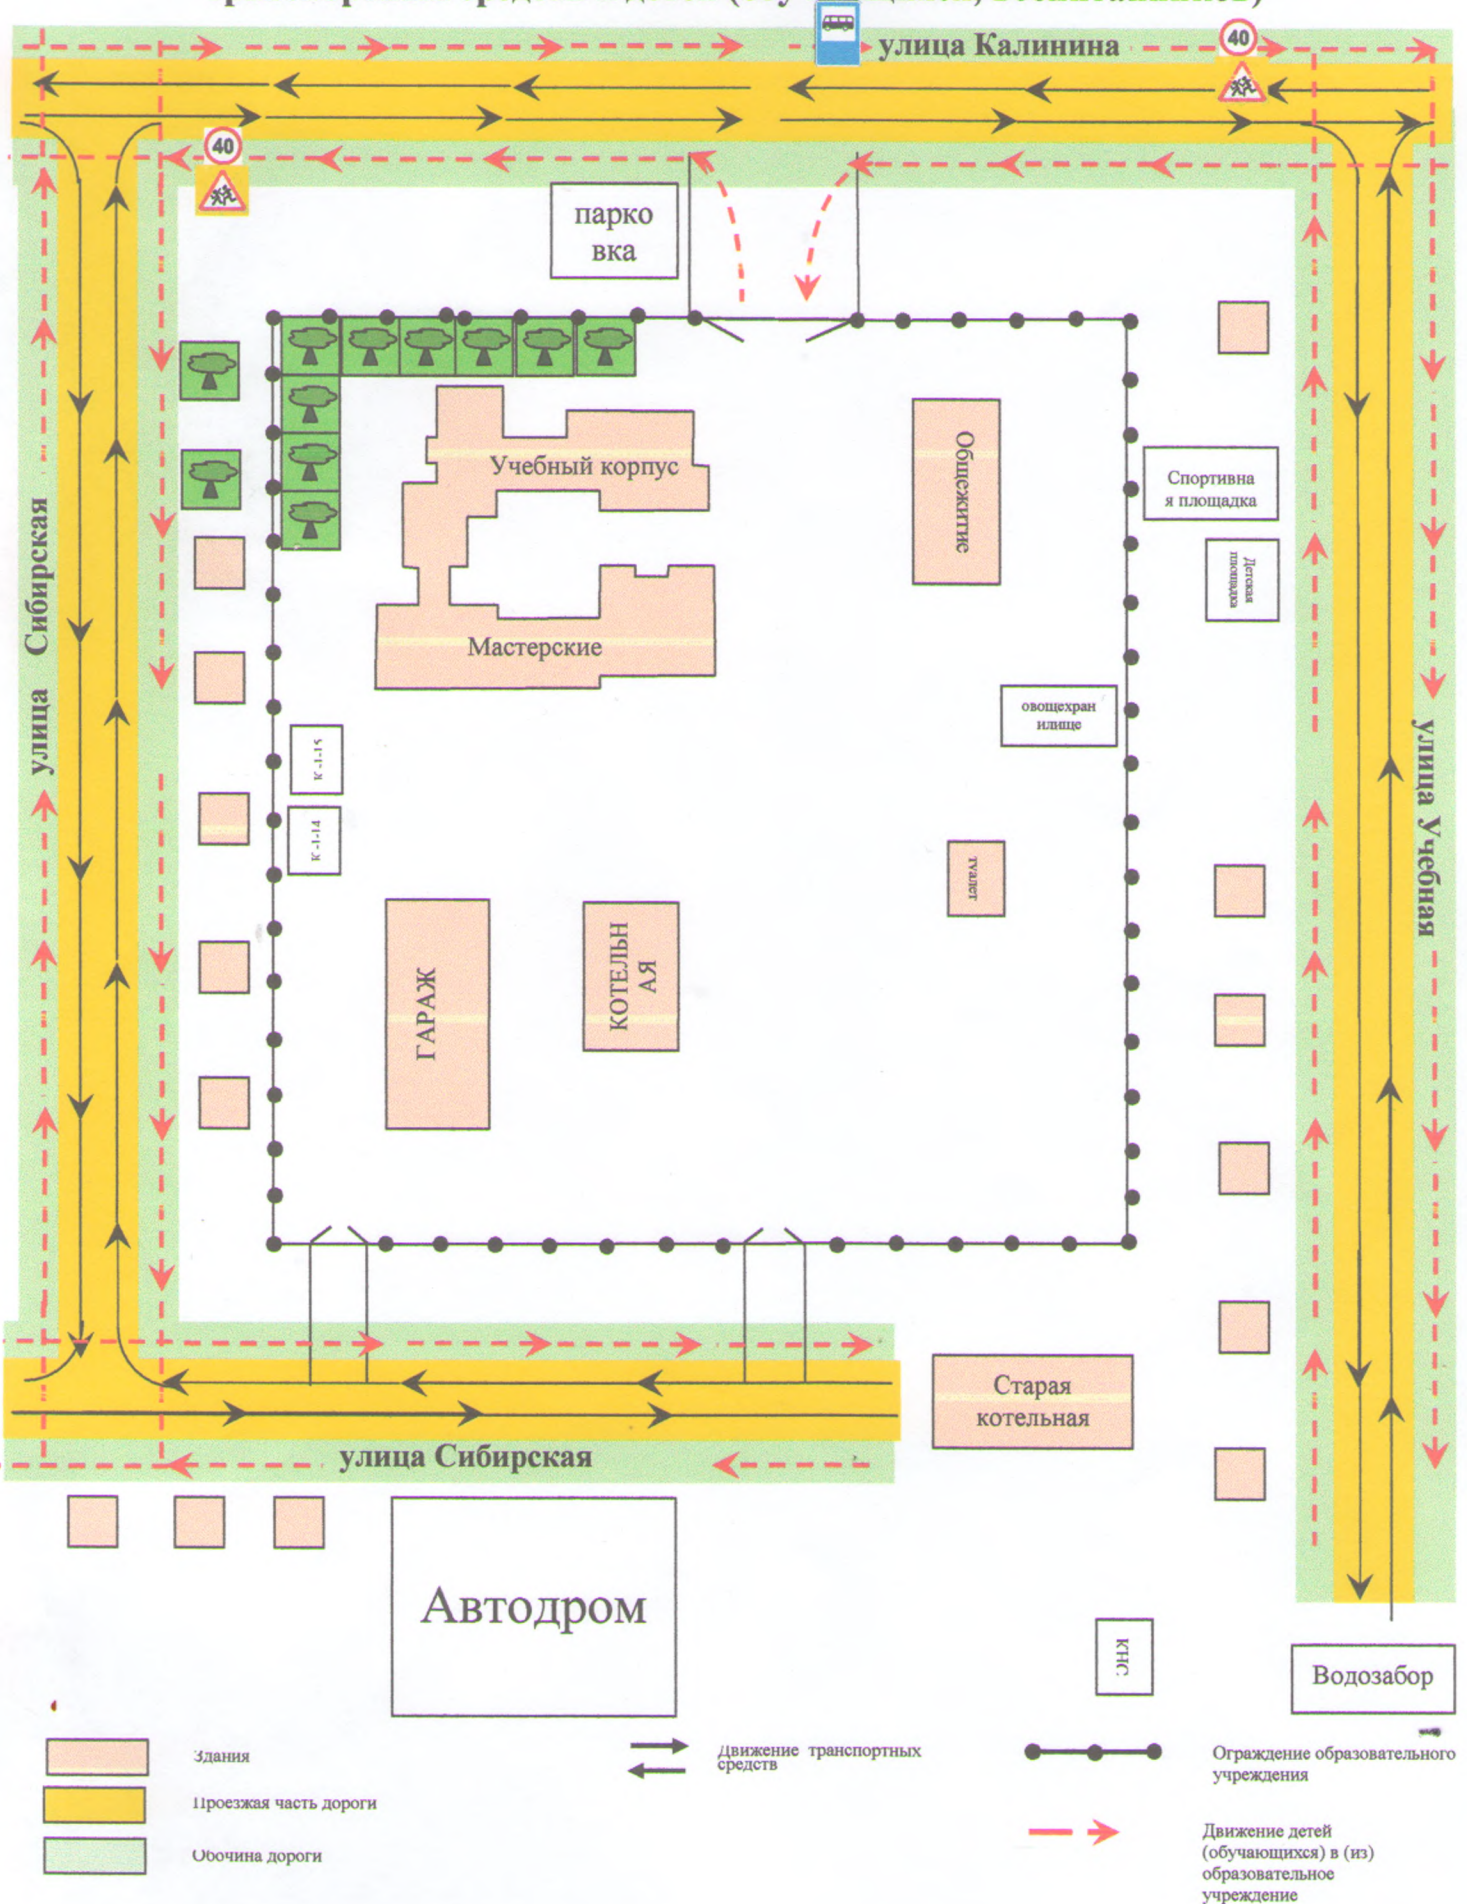 улица Калинина
40
40
парко
вка
Учебный корпус
Общежитие
Спортивна
я площадка
Детская
площадка
улица Сибирская
Мастерские
овощехран
илище
улица Учебная
К-1-15
К-1-14
туалет
ГАРАЖ
КОТЕЛЬН
АЯ
Старая
котельная
улица Сибирская
Автодром
КНС
Водозабор
Здания
Проезжая часть дороги
Обочина дороги
Движение транспортных
средств
Ограждение образовательного
учреждения
Движение детей
(обучающихся) в (из)
образовательное
учреждение